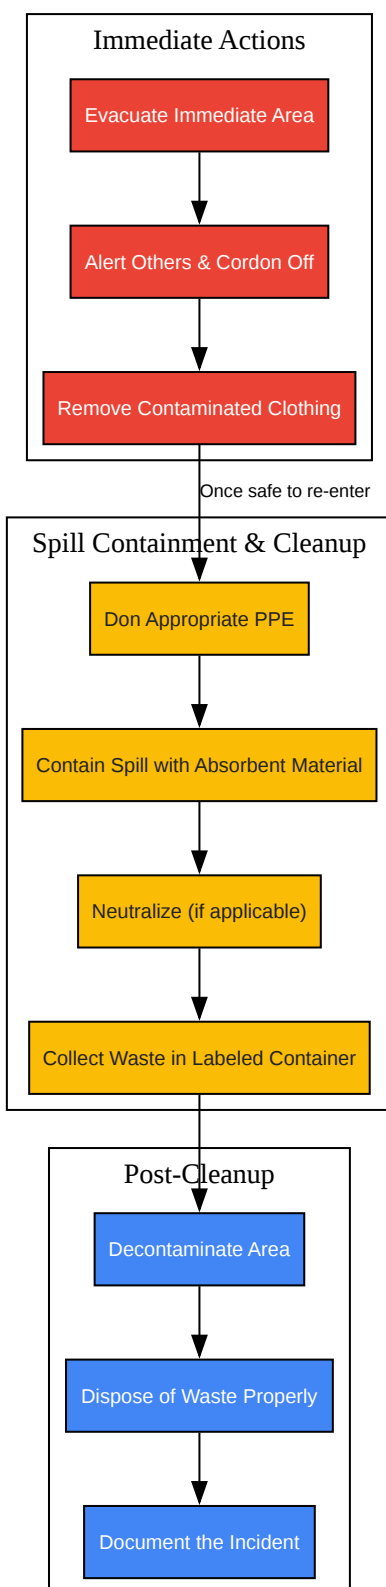 Immediate Actions
Evacuate Immediate Area
Alert Others & Cordon Off
Remove Contaminated Clothing
Once safe to re-enter
Spill Containment & Cleanup
Don Appropriate PPE
Contain Spill with Absorbent Material
Neutralize (if applicable)
Collect Waste in Labeled Container
Post-Cleanup
Decontaminate Area
Dispose of Waste Properly
Document the Incident